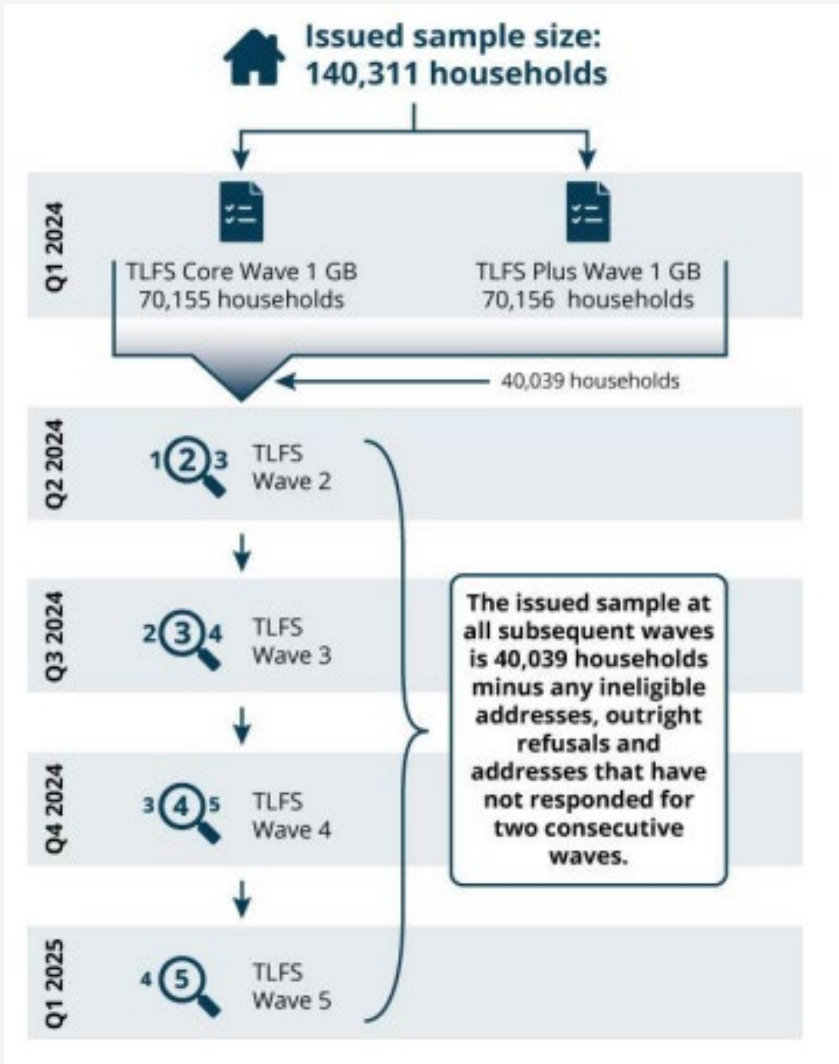 Issued sample size:
140,311 households
Q1 2024
TLFS Core Wave 1 GB
70,155 households
TLFS Plus Wave 1 GB
70,156 households
40,039 households
Q2 2024
1 2 3
TLFS
Wave 2
Q3 2024
2 3 4
TLFS
Wave 3
The issued sample at
all subsequent waves
is 40,039 households
minus any ineligible
addresses, outright
refusals and
addresses that have
not responded for
two consecutive
waves.
Q4 2024
3 4 5
TLFS
Wave 4
Q1 2025
4 5
TLFS
Wave 5